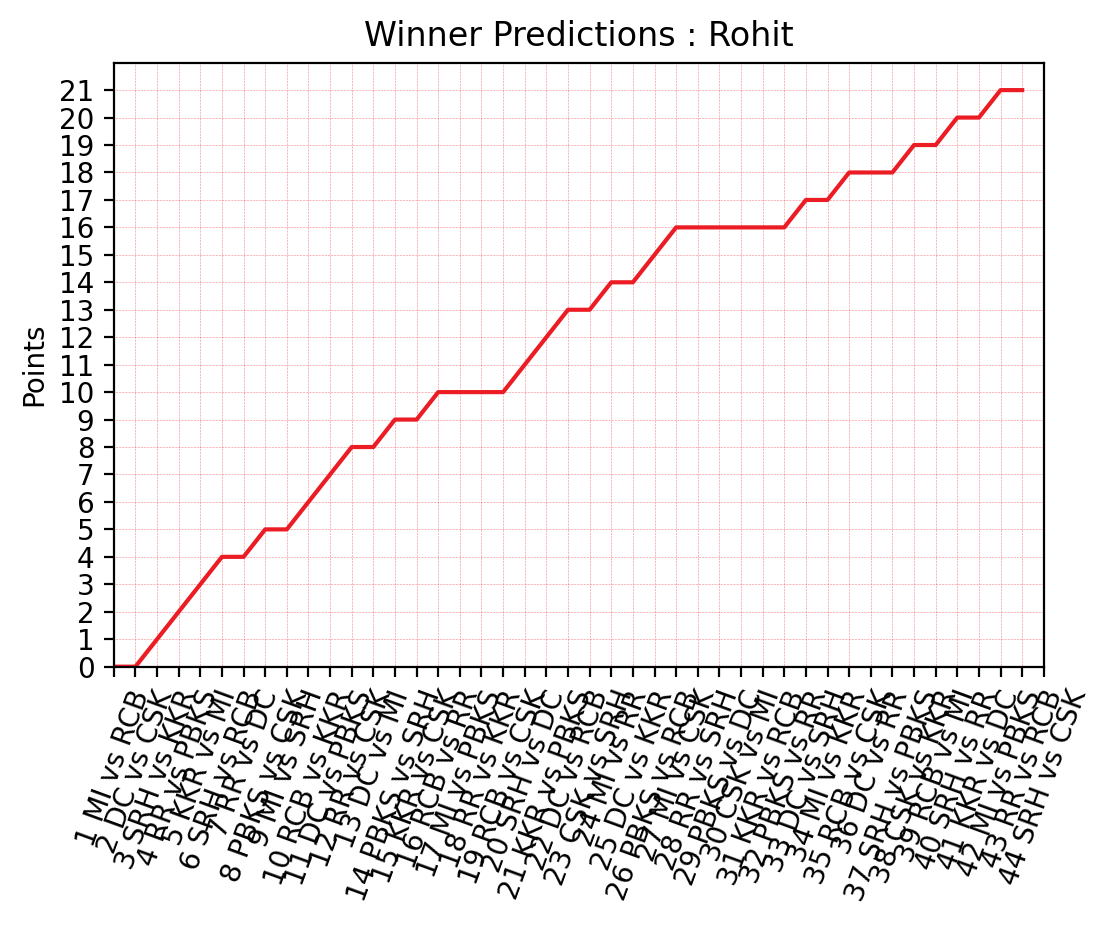 Winner Predictions : Rohit
Points
21
20
19
18
17
16
15
14
13
12
11
10
9
8
7
6
5
4
3
2
1
0
1 MI vs RCB
2 DC vs CSK
3 SRH vs KKR
4 RR vs PBKS
5 KKR vs MI
6 SRH vs RCB
7 RR vs DC
8 PBKS vs CSK
9 MI vs SRH
10 RCB vs KKR
11 DC vs PBKS
12 RR vs CSK
13 DC vs MI
14 PBKS vs SRH
15 KKR vs CSK
16 RCB vs RR
17 MI vs PBKS
18 RR vs KKR
19 RCB vs CSK
20 SRH vs DC
21 KKR vs PBKS
22 DC vs RCB
23 CSK vs SRH
24 MI vs RR
25 DC vs KKR
26 PBKS vs RCB
27 MI vs CSK
28 RR vs SRH
29 PBKS vs DC
30 CSK vs MI
31 KKR vs RCB
32 PBKS vs RR
33 DC vs SRH
34 MI vs KKR
35 RCB vs CSK
36 DC vs RR
37 SRH vs PBKS
38 CSK vs KKR
39 RCB vs MI
40 SRH vs RR
41 KKR vs DC
42 MI vs PBKS
43 RR vs RCB
44 SRH vs CSK